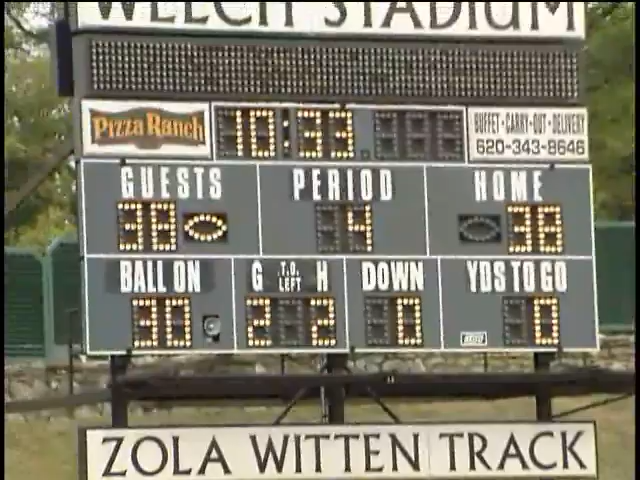 WELCH STADIUM
Pizza Ranch
10:33
BUFFET • CARRY-OUT • DELIVERY
620-343-8646
GUESTS PERIOD HOME
38 4 38
BALL ON G T.O. LEFT H DOWN YDS TO GO
30 2 2 0 0
ZOLA WITTEN TRACK